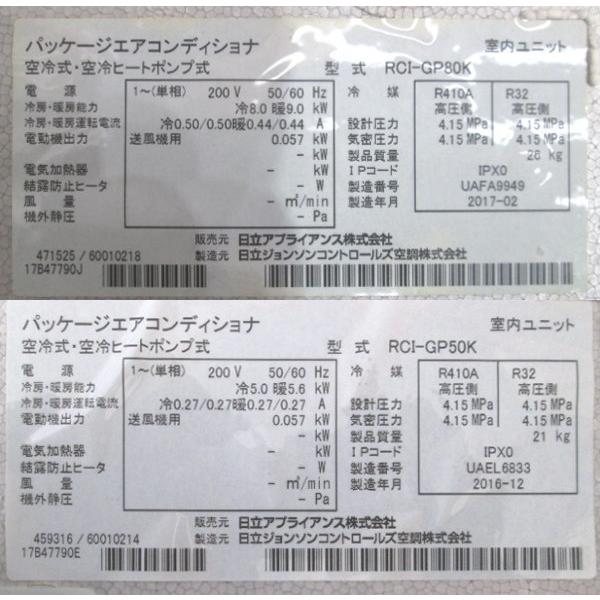 パッケージエアコンディショナ 室内ユニット
空冷式・空冷ヒートポンプ式 型 式 RCI-GP80K
電 源 1～(単相) 200 V 50/60 Hz 冷 媒 R410A R32
冷房・暖房能力 冷8.0 暖9.0 kW 高圧側 高圧側
冷房・暖房運転電流 冷0.50/0.50暖0.44/0.44 A 設計圧力 4.15 MPa 4.15 MPa
電動機出力 送風機用 0.057 kW 気密圧力 4.15 MPa 4.15 MPa
- kW 製品質量 26 kg
電気加熱器 - kW IPコード IPX0
結露防止ヒータ - W 製造番号 UAFA9949
風 量 - ㎥/min 製造年月 2017-02
機外静圧 - Pa
販売元 日立アプライアンス株式会社
471525 / 60010218 製造元 日立ジョンソンコントロールズ空調株式会社
17B47790J
パッケージエアコンディショナ 室内ユニット
空冷式・空冷ヒートポンプ式 型 式 RCI-GP50K
電 源 1～(単相) 200 V 50/60 Hz 冷 媒 R410A R32
冷房・暖房能力 冷5.0 暖5.6 kW 高圧側 高圧側
冷房・暖房運転電流 冷0.27/0.27暖0.27/0.27 A 設計圧力 4.15 MPa 4.15 MPa
電動機出力 送風機用 0.057 kW 気密圧力 4.15 MPa 4.15 MPa
- kW 製品質量 21 kg
電気加熱器 - kW IPコード IPX0
結露防止ヒータ - W 製造番号 UAEL6833
風 量 - ㎥/min 製造年月 2016-12
機外静圧 - Pa
販売元 日立アプライアンス株式会社
459316 / 60010214 製造元 日立ジョンソンコントロールズ空調株式会社
17B47790E